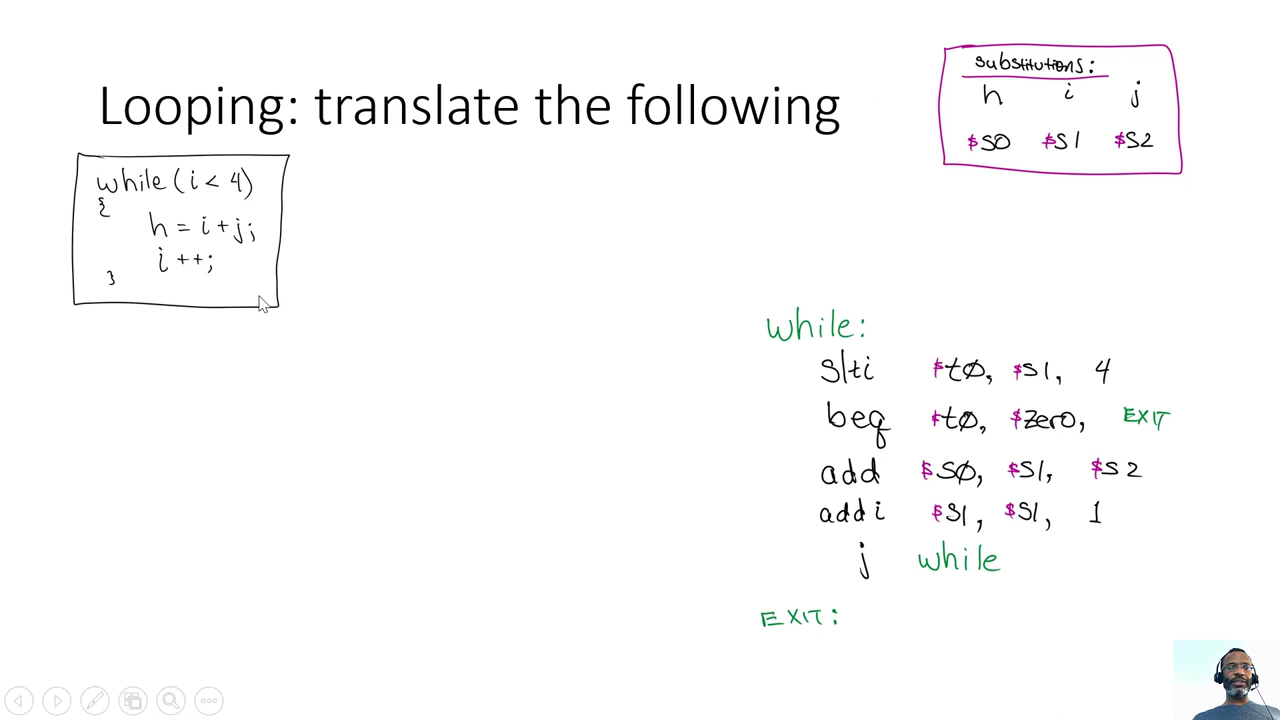 Looping: translate the following
substitutions:
h i j
$s0 $s1 $s2
while (i < 4)
{
h = i + j;
i ++;
}
while:
slti $t0, $s1, 4
beq $t0, $zero, EXIT
add $s0, $s1, $s2
addi $s1, $s1, 1
j while
EXIT: